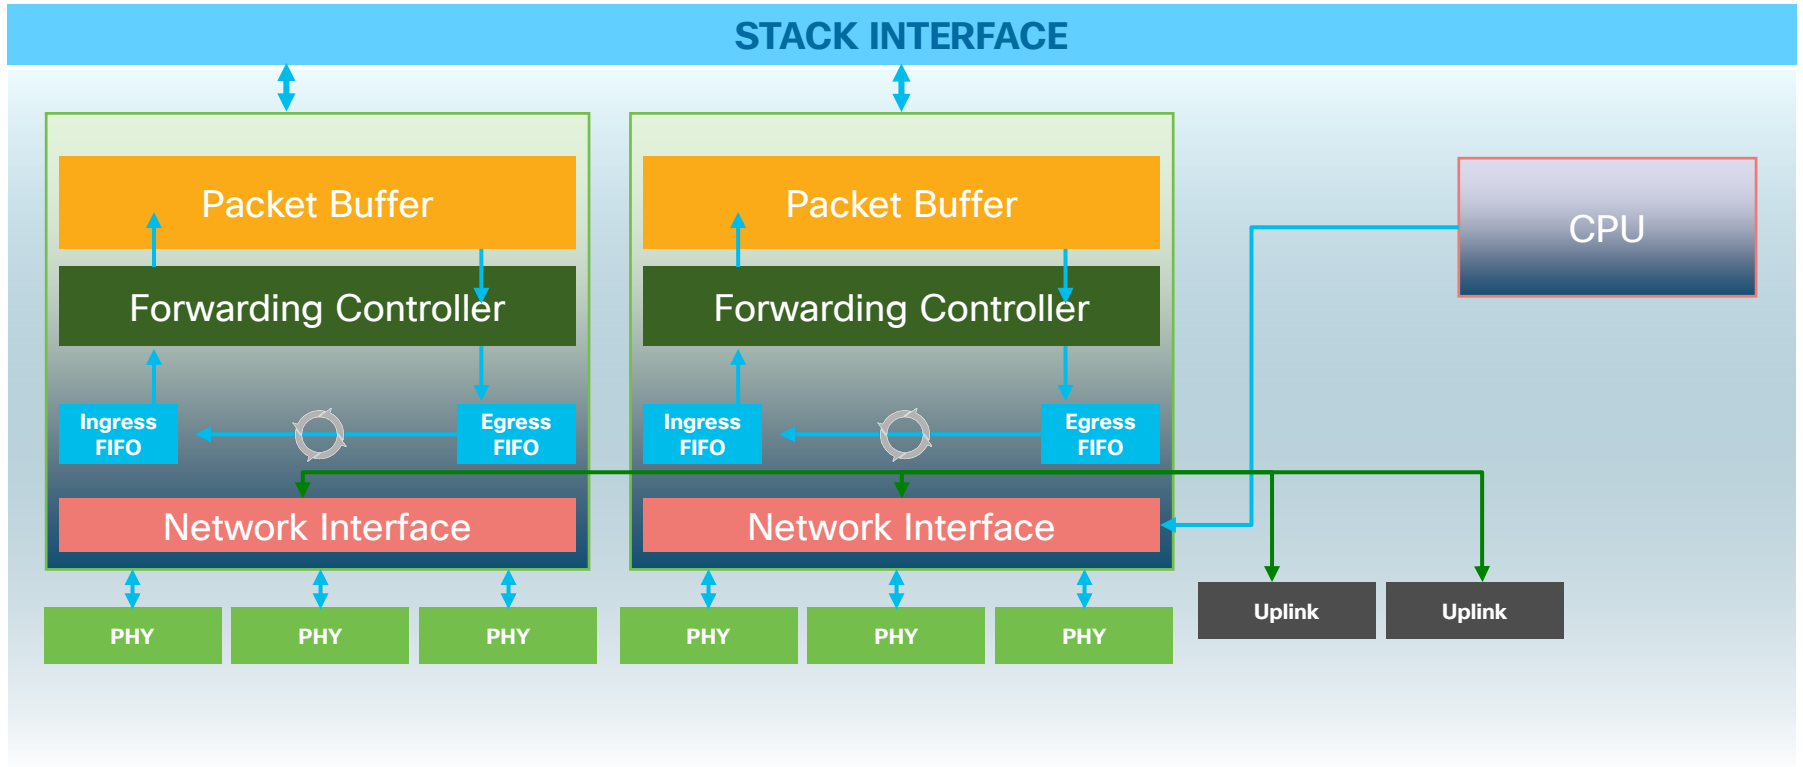 STACK INTERFACE
Packet Buffer
Forwarding Controller
Ingress
FIFO
Egress
FIFO
Network Interface
PHY
PHY
PHY
Packet Buffer
Forwarding Controller
Ingress
FIFO
Egress
FIFO
Network Interface
PHY
PHY
PHY
CPU
Uplink
Uplink